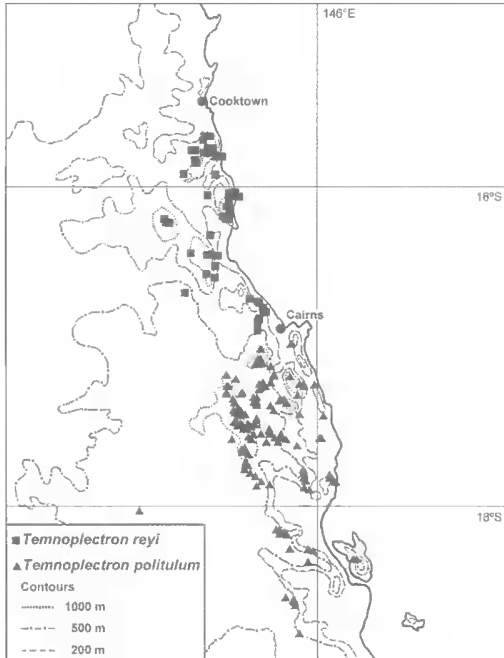 146°E
Cooktown
16°S
Cairns
18°S
Temnoplectron reyi
Temnoplectron politulum
Contours
1000 m
500 m
200 m